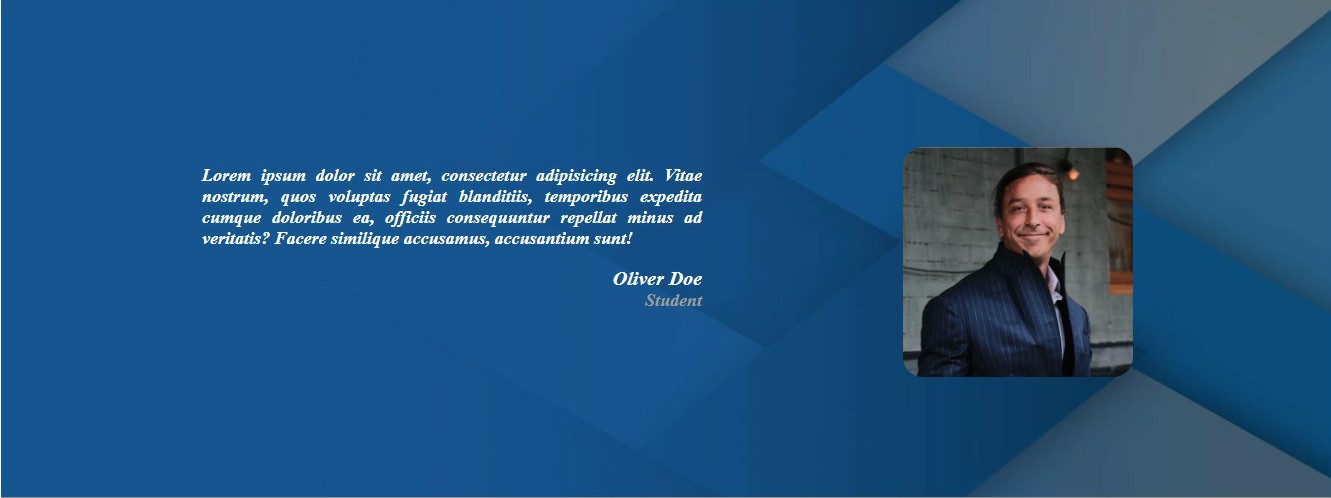 Lorem ipsum dolor sit amet, consectetur adipisicing elit. Vitae
nostrum, quos voluptas fugiat blanditiis, temporibus expedita
cumque doloribus ea, officiis consequuntur repellat minus ad
veritatis? Facere similique accusamus, accusantium sunt!
Oliver Doe
Student